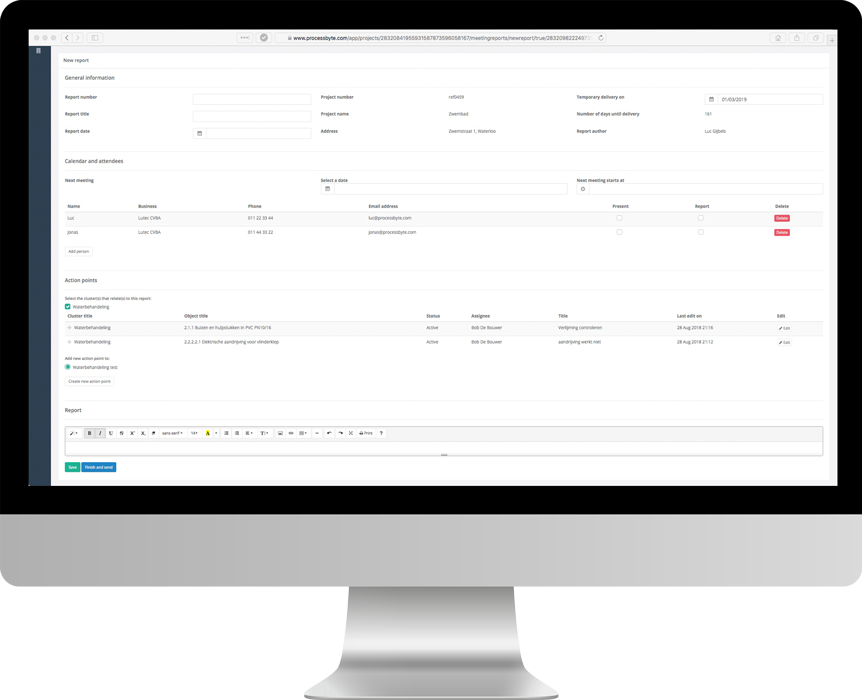 www.processbyte.com/app/projects/2832084195593158787359605816​7/meetingreports/newreport/true/2832098222497
New report
General information
Report number Project number ref0469 Temporary delivery on 01/03/2019
Report title Project name Zwembad Number of days until delivery 161
Report date Address Zwemstraat 1, Waterloo Report author Luc Gijbels
Calendar and attendees
Next meeting Select a date Next meeting starts at
Name Business Phone Email address Present Report Delete
Luc Lutec CVBA 011 22 33 44 luc@processbyte.com Delete
Jonas Lutec CVBA 011 44 33 22 jonas@processbyte.com Delete
Add person
Action points
Select the cluster(s) that relate(s) to this report:
Waterbehandeling
Cluster title Object title Status Assignee Title Last edit on Edit
Waterbehandeling 2.1.1 Buizen en hulpstukken in PVC PN10/16 Active Bob De Bouwer Verlijming controleren 28 Aug 2018 21:16 Edit
Waterbehandeling 2.2.2.2.1 Elektrische aandrijving voor vlinderklep Active Bob De Bouwer aandrijving werkt niet 28 Aug 2018 21:12 Edit
Add new action point to:
Waterbehandeling test
Create new action point
Report
B I U S X² X₂ sans-serif 14 A Print ?
Save Finish and send